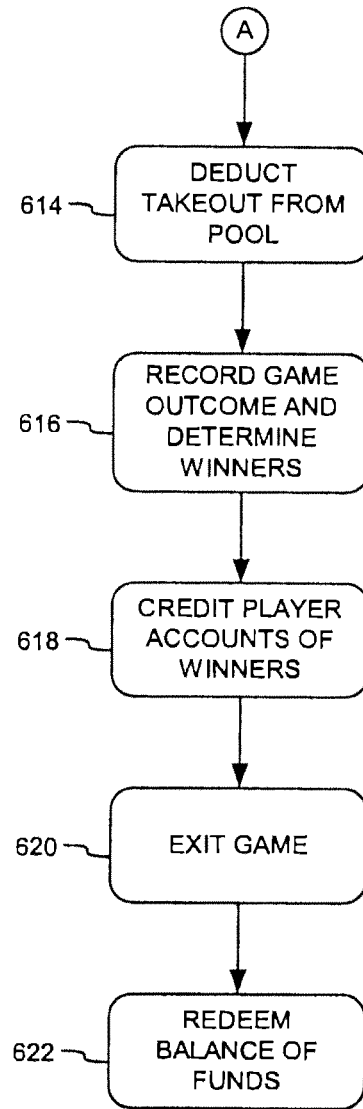 A
DEDUCT
TAKEOUT FROM
POOL
614
RECORD GAME
OUTCOME AND
DETERMINE
WINNERS
616
CREDIT PLAYER
ACCOUNTS OF
WINNERS
618
EXIT GAME
620
REDEEM
BALANCE OF
FUNDS
622